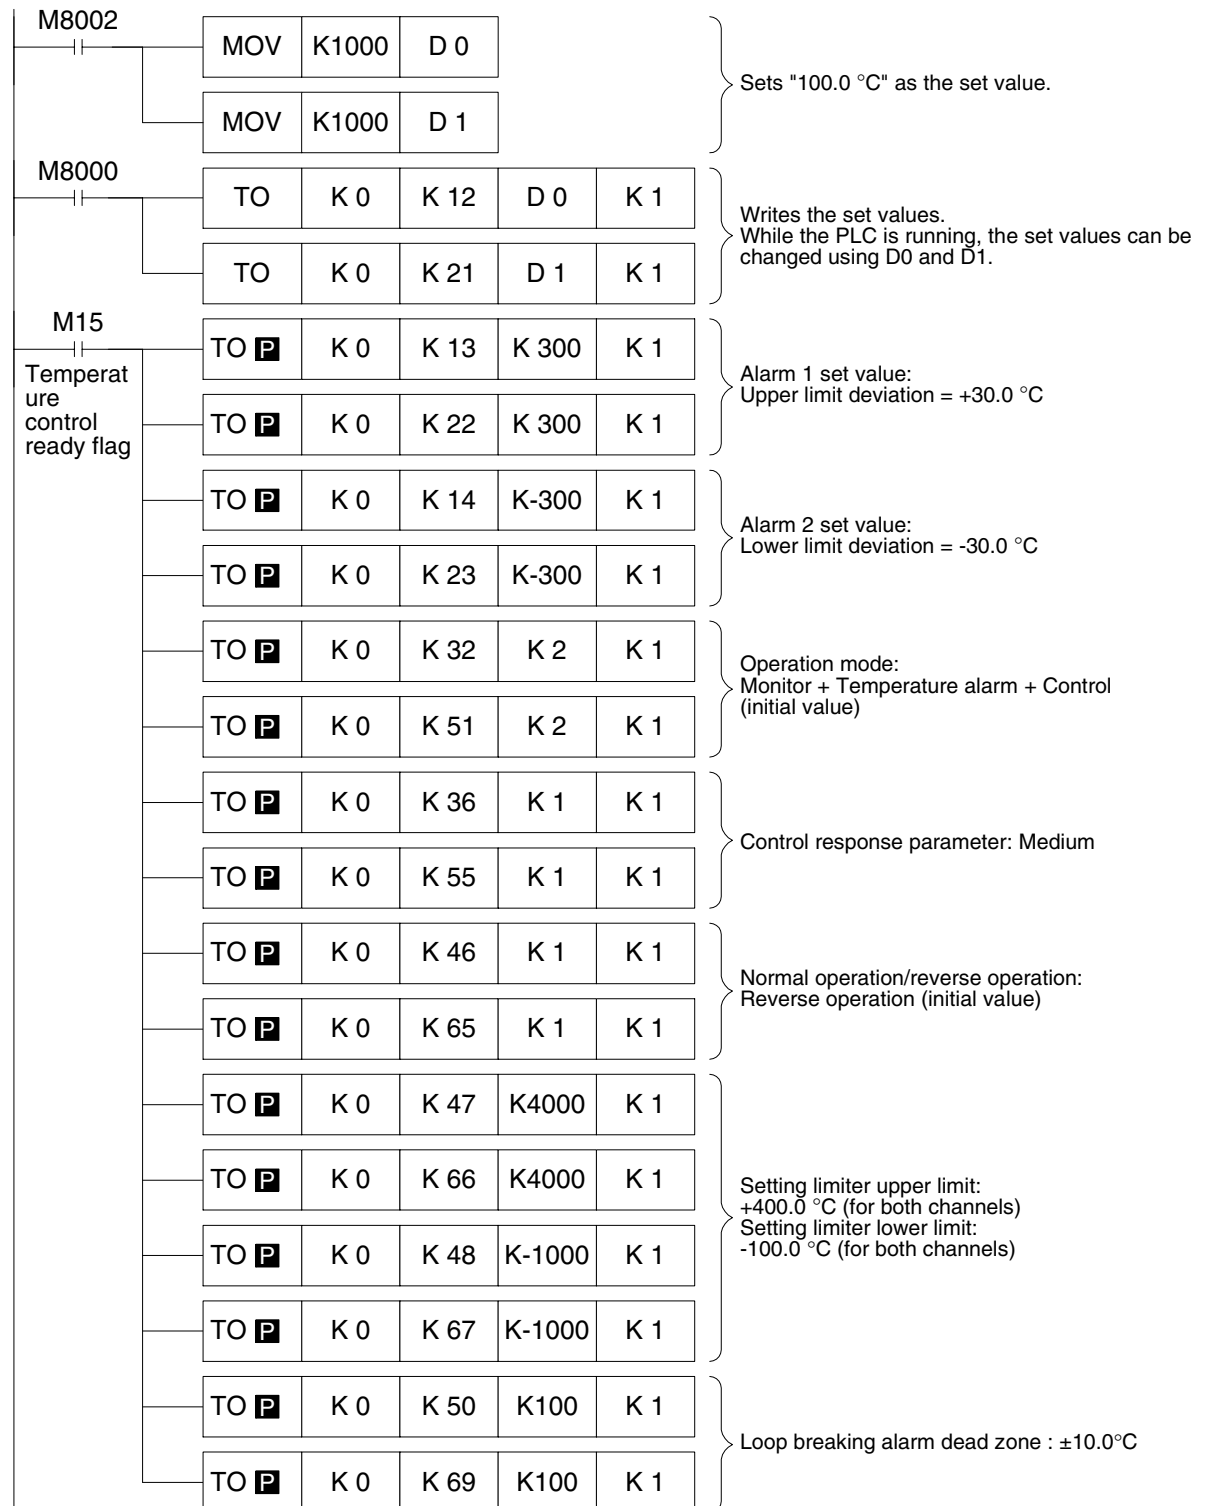 M8002
MOV K1000 D 0
MOV K1000 D 1
Sets "100.0 °C" as the set value.
M8000
TO K 0 K 12 D 0 K 1
TO K 0 K 21 D 1 K 1
Writes the set values.
While the PLC is running, the set values can be
changed using D0 and D1.
M15
Temperat
ure
control
ready flag
TO P K 0 K 13 K 300 K 1
TO P K 0 K 22 K 300 K 1
Alarm 1 set value:
Upper limit deviation = +30.0 °C
TO P K 0 K 14 K-300 K 1
TO P K 0 K 23 K-300 K 1
Alarm 2 set value:
Lower limit deviation = -30.0 °C
TO P K 0 K 32 K 2 K 1
TO P K 0 K 51 K 2 K 1
Operation mode:
Monitor + Temperature alarm + Control
(initial value)
TO P K 0 K 36 K 1 K 1
TO P K 0 K 55 K 1 K 1
Control response parameter: Medium
TO P K 0 K 46 K 1 K 1
TO P K 0 K 65 K 1 K 1
Normal operation/reverse operation:
Reverse operation (initial value)
TO P K 0 K 47 K4000 K 1
TO P K 0 K 66 K4000 K 1
TO P K 0 K 48 K-1000 K 1
TO P K 0 K 67 K-1000 K 1
Setting limiter upper limit:
+400.0 °C (for both channels)
Setting limiter lower limit:
-100.0 °C (for both channels)
TO P K 0 K 50 K100 K 1
TO P K 0 K 69 K100 K 1
Loop breaking alarm dead zone : ±10.0°C